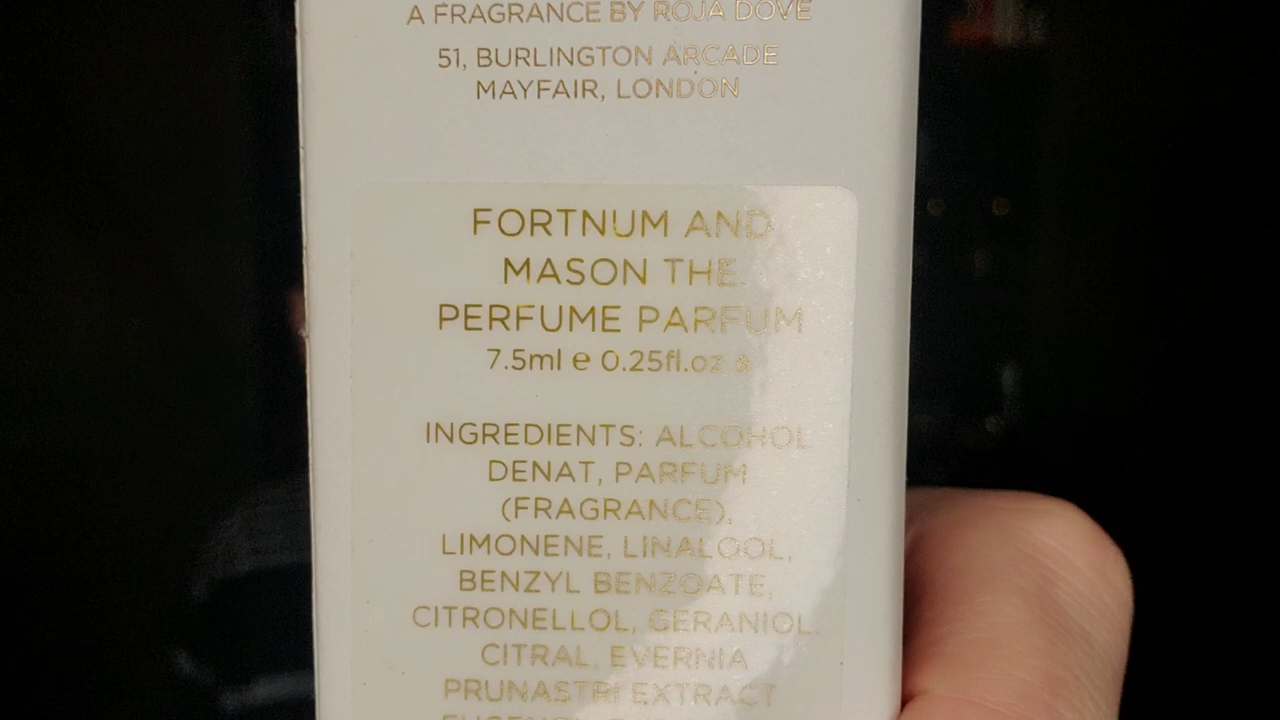 A FRAGRANCE BY ROJA DOVE
51, BURLINGTON ARCADE
MAYFAIR, LONDON
FORTNUM AND
MASON THE
PERFUME PARFUM
7.5ml e 0.25fl.oz e
INGREDIENTS: ALCOHOL
DENAT, PARFUM
(FRAGRANCE),
LIMONENE, LINALOOL,
BENZYL BENZOATE,
CITRONELLOL, GERANIOL,
CITRAL, EVERNIA
PRUNASTRI EXTRACT